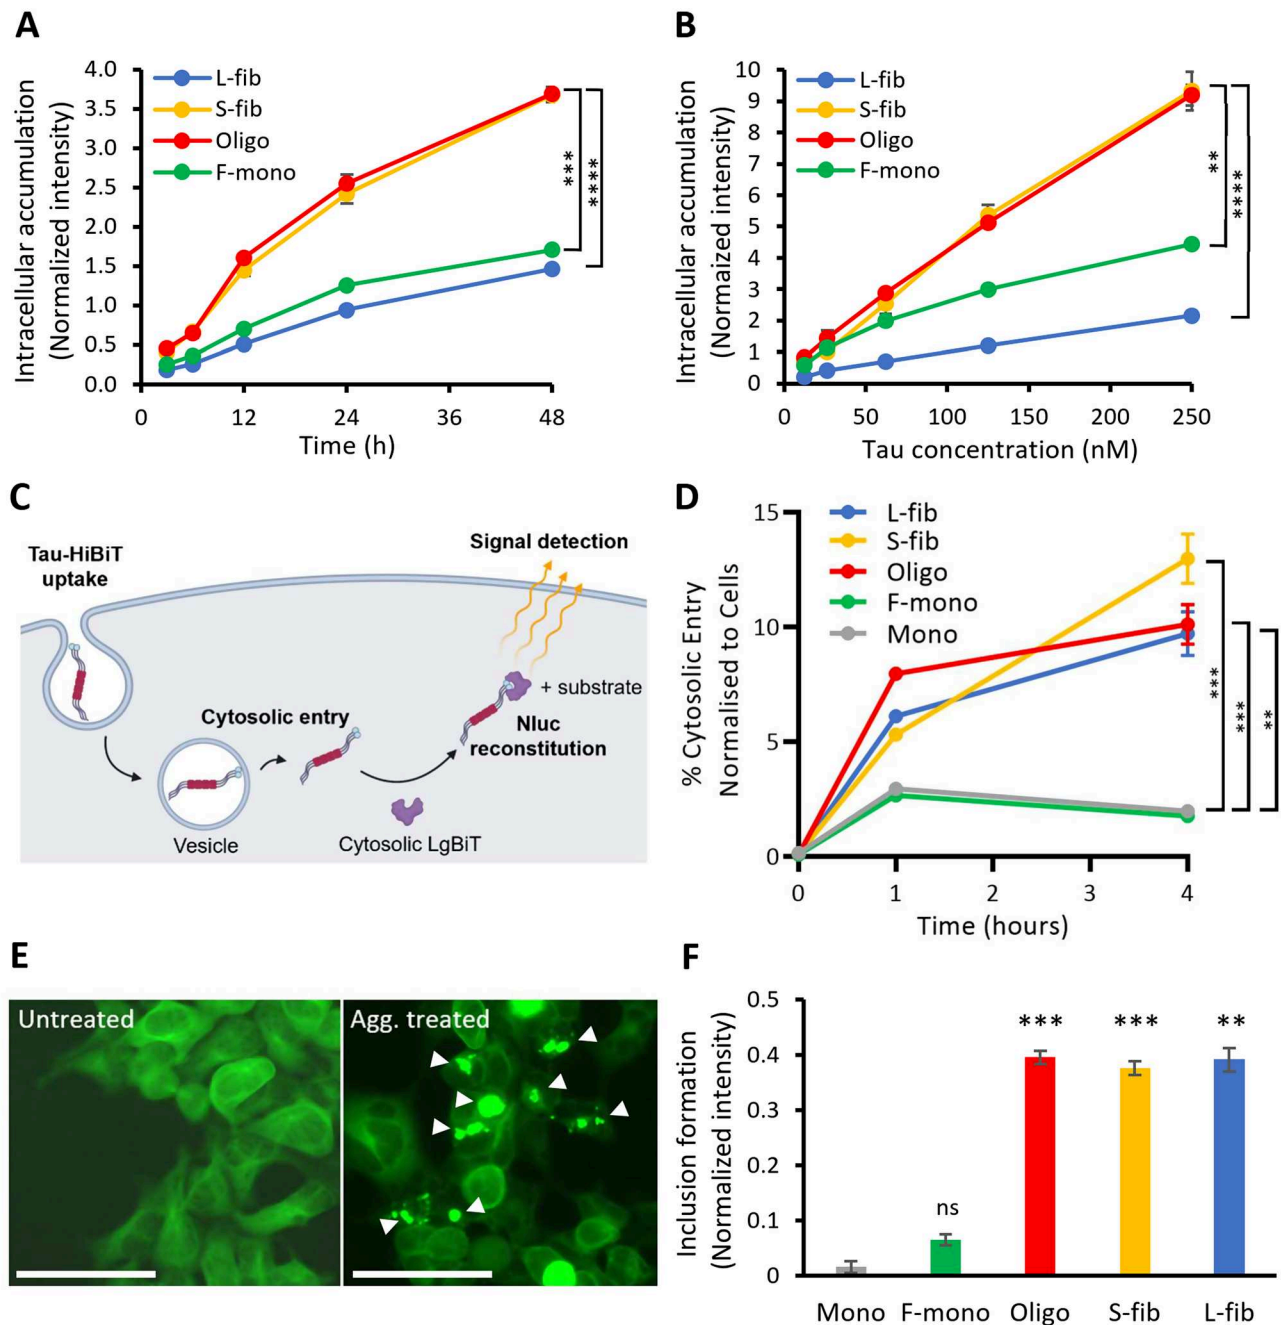 A
Intracellular accumulation
(Normalized intensity)
4.0
3.5
3.0
2.5
2.0
1.5
1.0
0.5
0.0
L-fib
S-fib
Oligo
F-mono
***
****
0
12
24
36
48
Time (h)
B
Intracellular accumulation
(Normaized intensity)
10
9
8
7
6
5
4
3
2
1
0
L-fib
S-fib
Oligo
F-mono
**
****
0
50
100
150
200
250
Tau concentration (nM)
C
Tau-HiBiT
uptake
Signal detection
Cytosolic entry
+ substrate
Nluc
reconstitution
Vesicle
Cytosolic LgBiT
D
% Cytosolic Entry
Normalised to Cells
15
10
5
0
L-fib
S-fib
Oligo
F-mono
Mono
***
***
**
0
1
2
3
4
Time (hours)
E
Untreated
Agg. treated
F
Inclusion formation
(Normalized intensity)
0.5
0.4
0.3
0.2
0.1
0
ns
***
***
**
Mono
F-mono
Oligo
S-fib
L-fib